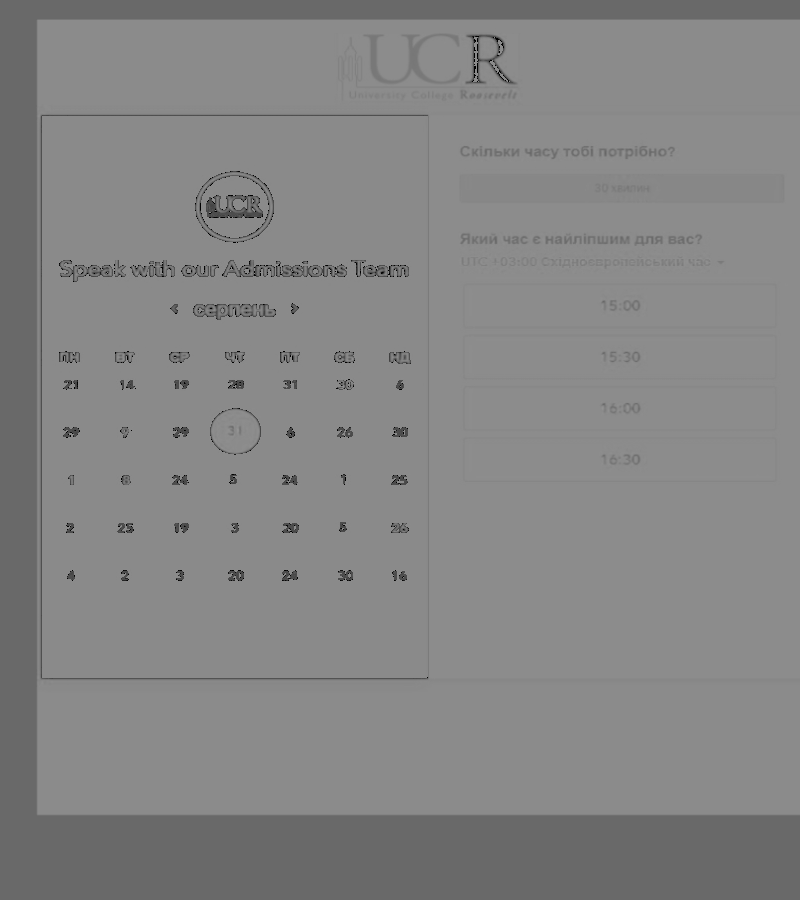 UCR
University College Roosevelt
UCR
Speak with our Admissions Team
серпень
ПН ВТ СР ЧТ ПТ СБ НД
21 14 19 28 31 30 6
29 9 29 31 6 26 30
1 8 24 5 24 1 25
2 23 19 3 20 5 26
4 2 3 20 24 30 16
Скільки часу тобі потрібно?
30 хвилин
Який час є найліпшим для вас?
UTC +03:00 Східноєвропейський час
15:00
15:30
16:00
16:30